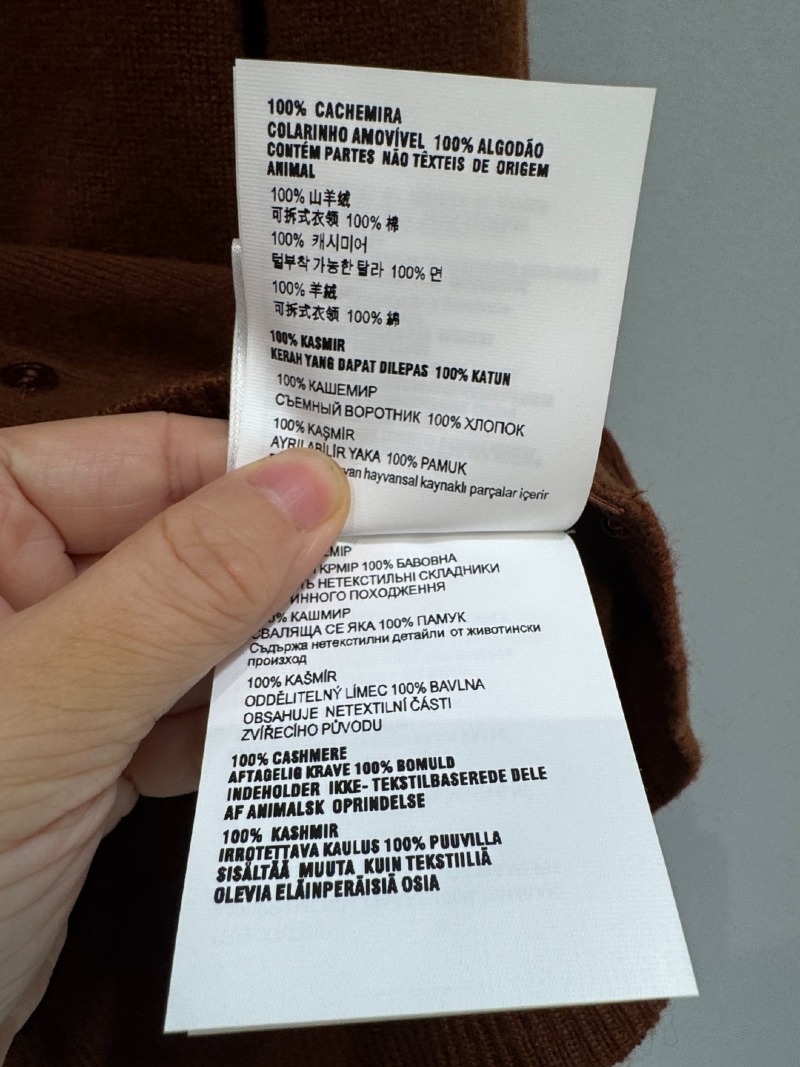 100% CACHEMIRA
COLARINHO AMOVÍVEL 100% ALGODÃO
CONTÉM PARTES NÃO TÊXTEIS DE ORIGEM
ANIMAL
100% 山羊绒
可拆式衣领 100% 棉
100% 캐시미어
털부착 가능한 탈라 100% 면
100% 羊絨
可拆式衣领 100% 綿
100% KASMIR
KERAH YANG DAPAT DILEPAS 100% KATUN
100% КАШЕМИР
СЪЕМНЫЙ ВОРОТНИК 100% ХЛОПОК
100% KAŞMİR
AYRILABİLİR YAKA 100% PAMUK
hayvansal kaynaklı parçalar içerir
КРМІР 100% БАВОВНА
НЕТЕКСТИЛЬНІ СКЛАДНИКИ
ПОХОДЖЕННЯ
КАШМИР
СВАЛЯЩА СЕ ЯКА 100% ПАМУК
Съдържа нетекстилни детайли от животински
произход
100% KAŠMÍR
ODDĚLITELNÝ LÍMEC 100% BAVLNA
OBSAHUJE NETEXTILNÍ ČÁSTI
ZVÍŘECÍHO PŮVODU
100% CASHMERE
AFTAGELIG KRAVE 100% BOMULD
INDEHOLDER IKKE- TEKSTILBASEREDE DELE
AF ANIMALSK OPRINDELSE
100% KASHMIR
IRROTETTAVA KAULUS 100% PUUVILLA
SISÄLTÄÄ MUUTA KUIN TEKSTIILIÄ
OLEVIA ELÄINPERÄISIÄ OSIA